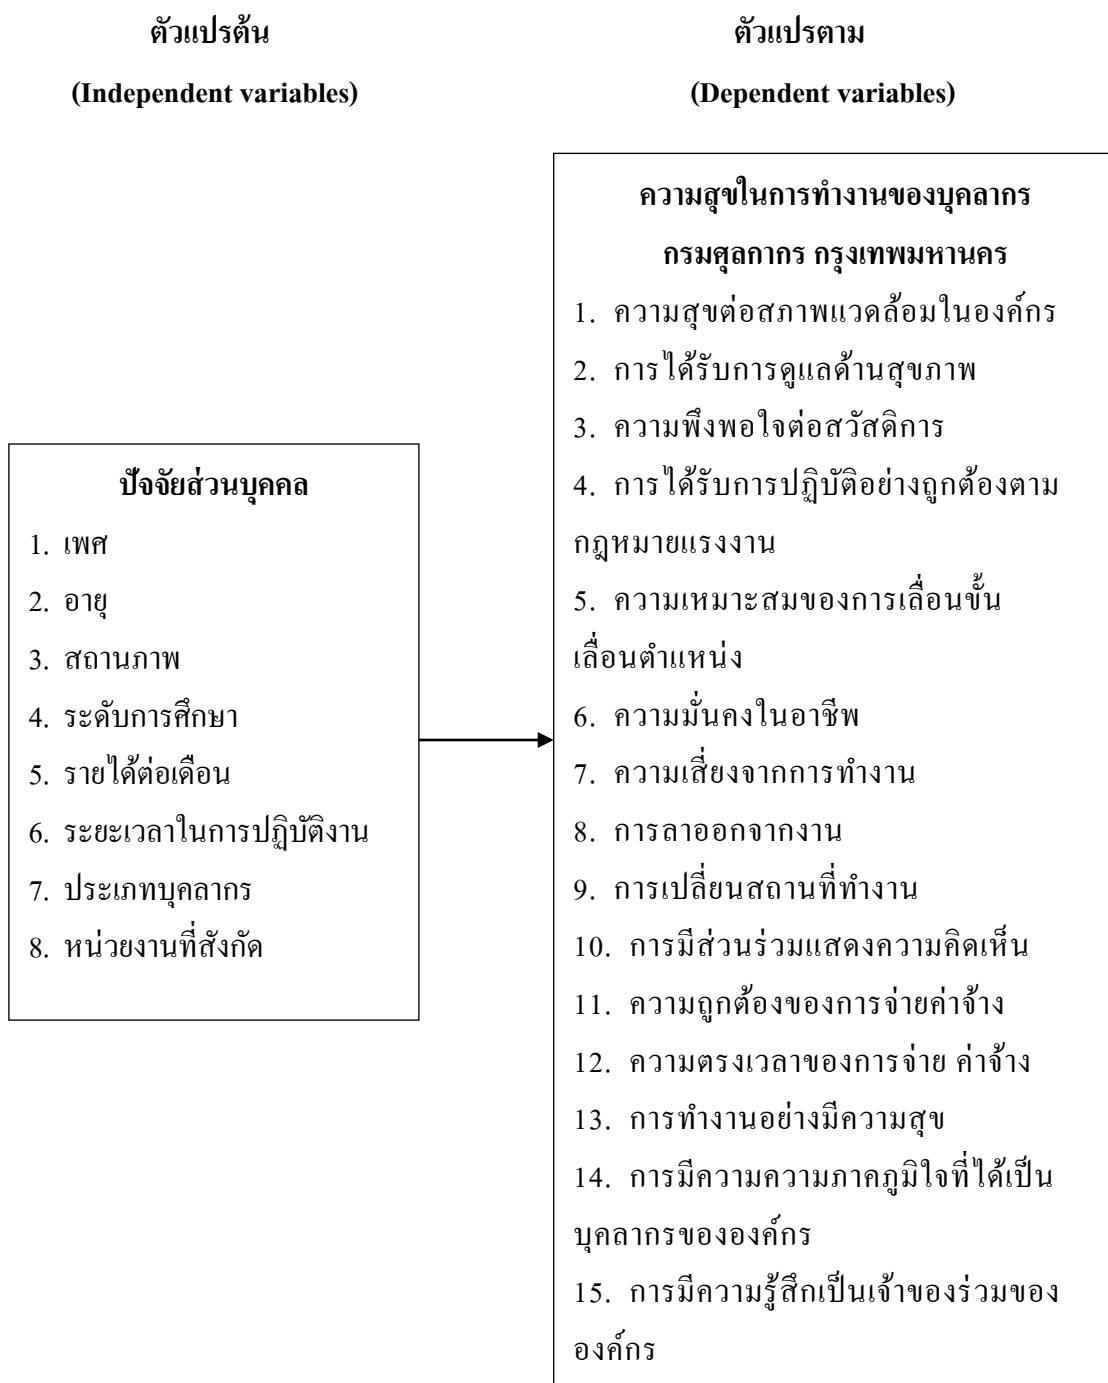 ตัวแปรต้น
(Independent variables)
ตัวแปรตาม
(Dependent variables)
ปัจจัยส่วนบุคคล
1. เพศ
2. อายุ
3. สถานภาพ
4. ระดับการศึกษา
5. รายได้ต่อเดือน
6. ระยะเวลาในการปฏิบัติงาน
7. ประเภทบุคลากร
8. หน่วยงานที่สังกัด
ความสุขในการทำงานของบุคลากร
กรมศุลกากร กรุงเทพมหานคร
1. ความสุขต่อสภาพแวดล้อมในองค์กร
2. การได้รับการดูแลด้านสุขภาพ
3. ความพึงพอใจต่อสวัสดิการ
4. การได้รับการปฏิบัติอย่างถูกต้องตาม
กฎหมายแรงงาน
5. ความเหมาะสมของการเลื่อนขั้น
เลื่อนตำแหน่ง
6. ความมั่นคงในอาชีพ
7. ความเสี่ยงจากการทำงาน
8. การลาออกจากงาน
9. การเปลี่ยนสถานที่ทำงาน
10. การมีส่วนร่วมแสดงความคิดเห็น
11. ความถูกต้องของการจ่ายค่าจ้าง
12. ความตรงเวลาของการจ่าย ค่าจ้าง
13. การทำงานอย่างมีความสุข
14. การมีความความภาคภูมิใจที่ได้เป็น
บุคลากรขององค์กร
15. การมีความรู้สึกเป็นเจ้าของร่วมของ
องค์กร